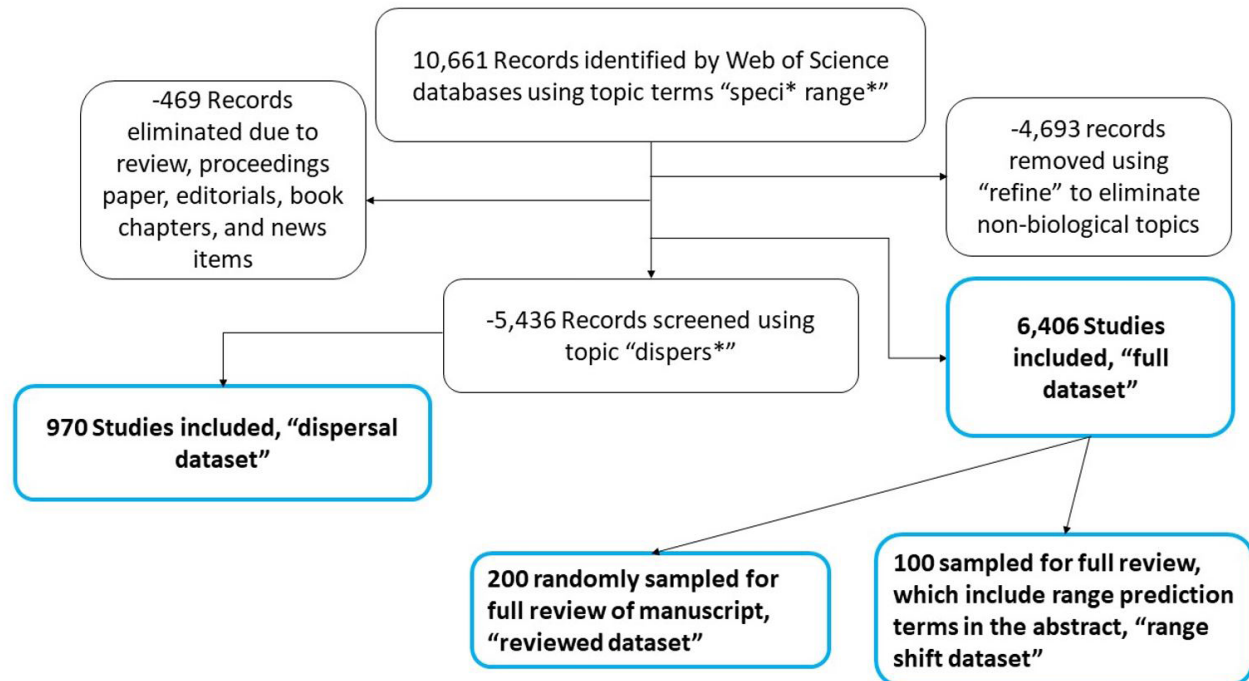 10,661 Records identified by Web of Science
databases using topic terms “speci* range*”
-469 Records
eliminated due to
review, proceedings
paper, editorials, book
chapters, and news
items
-4,693 records
removed using
“refine” to eliminate
non-biological topics
-5,436 Records screened using
topic “dispers*”
6,406 Studies
included, “full
dataset”
970 Studies included, “dispersal
dataset”
200 randomly sampled for
full review of manuscript,
“reviewed dataset”
100 sampled for full review,
which include range prediction
terms in the abstract, “range
shift dataset”